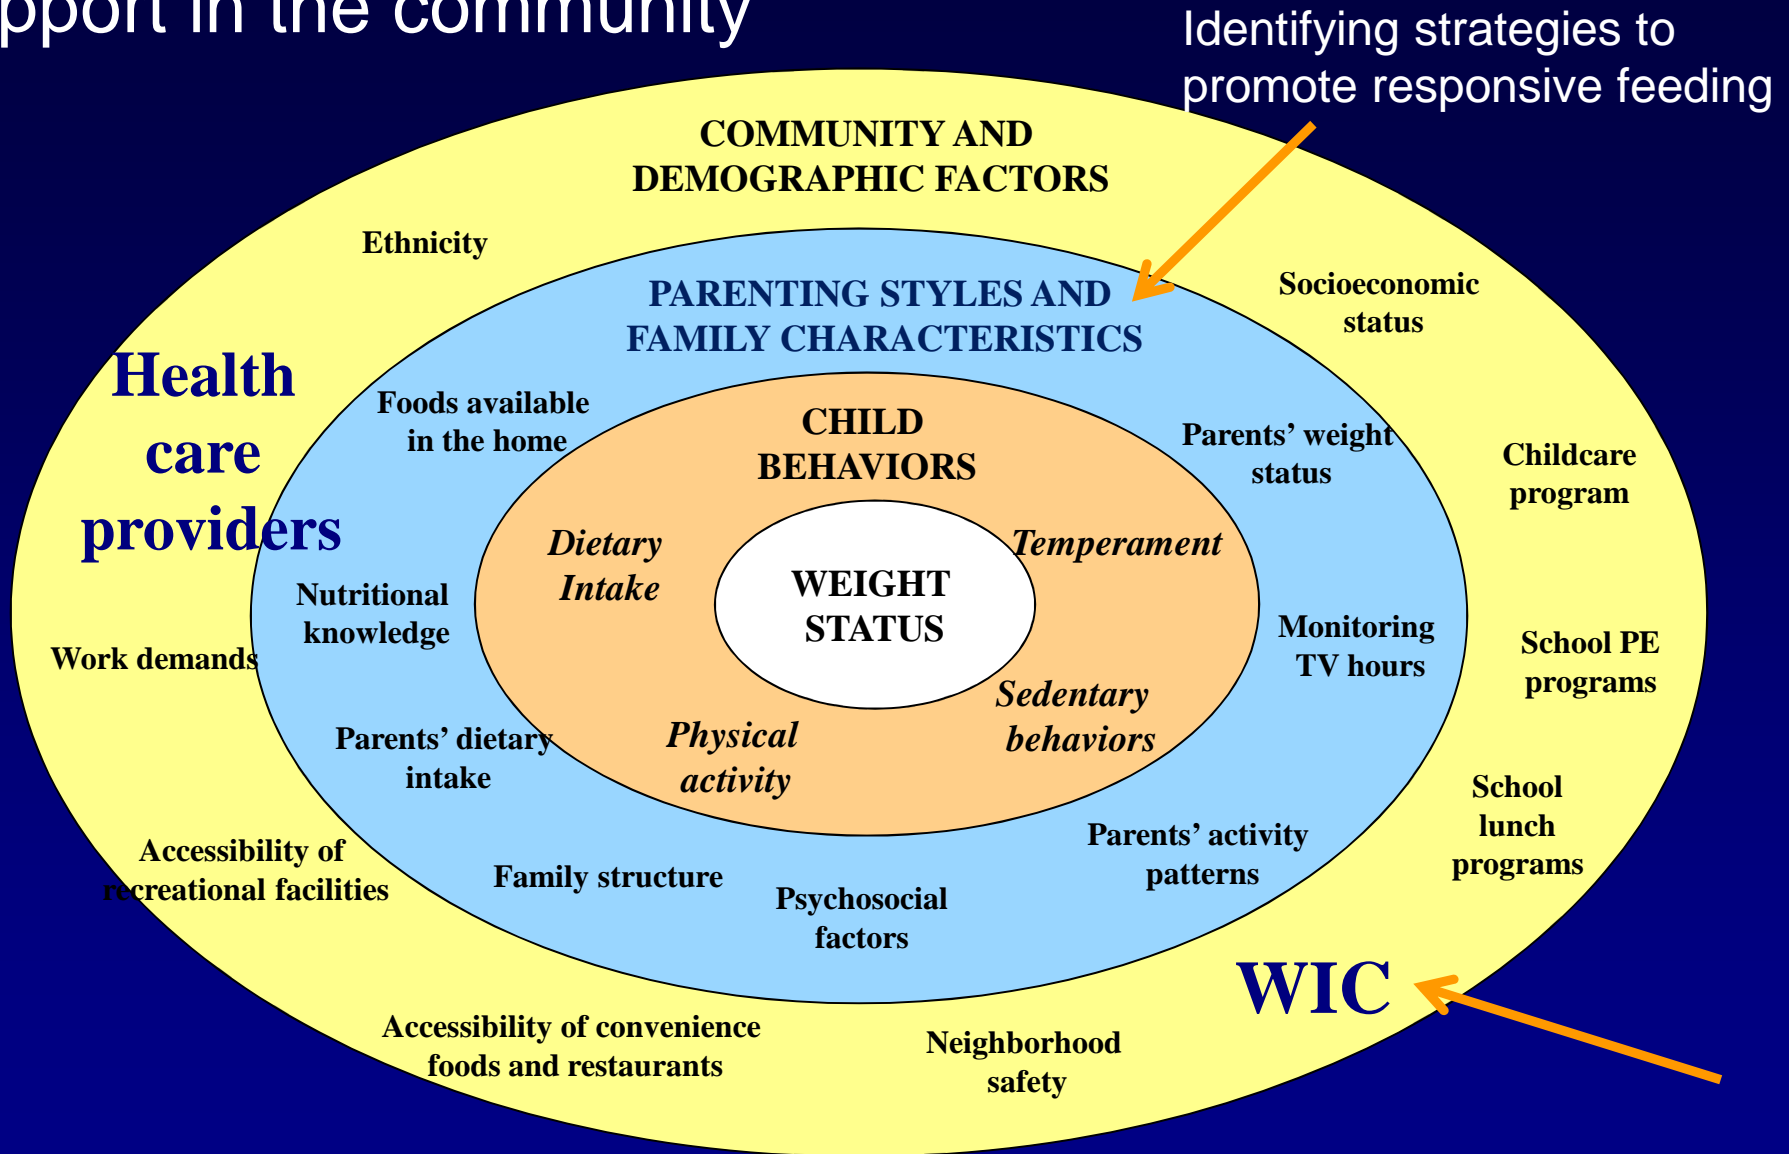 in the community
Identifying strategies to
promote responsive feeding
COMMUNITY AND
DEMOGRAPHIC FACTORS
Ethnicity
Socioeconomic
status
PARENTING STYLES AND
FAMILY CHARACTERISTICS
Health
care
providers
Foods available
in the home
CHILD
BEHAVIORS
Parents' weight
status
Childcare
program
Dietary
Intake
Temperament
WEIGHT
STATUS
Nutritional
knowledge
Monitoring
TV hours
School PE
programs
Work demands
Sedentary
behaviors
Parents' dietary
intake
Physical
activity
School
lunch
programs
Accessibility of
recreational facilities
Family structure
Psychosocial
factors
Parents' activity
patterns
WIC
Accessibility of convenience
foods and restaurants
Neighborhood
safety